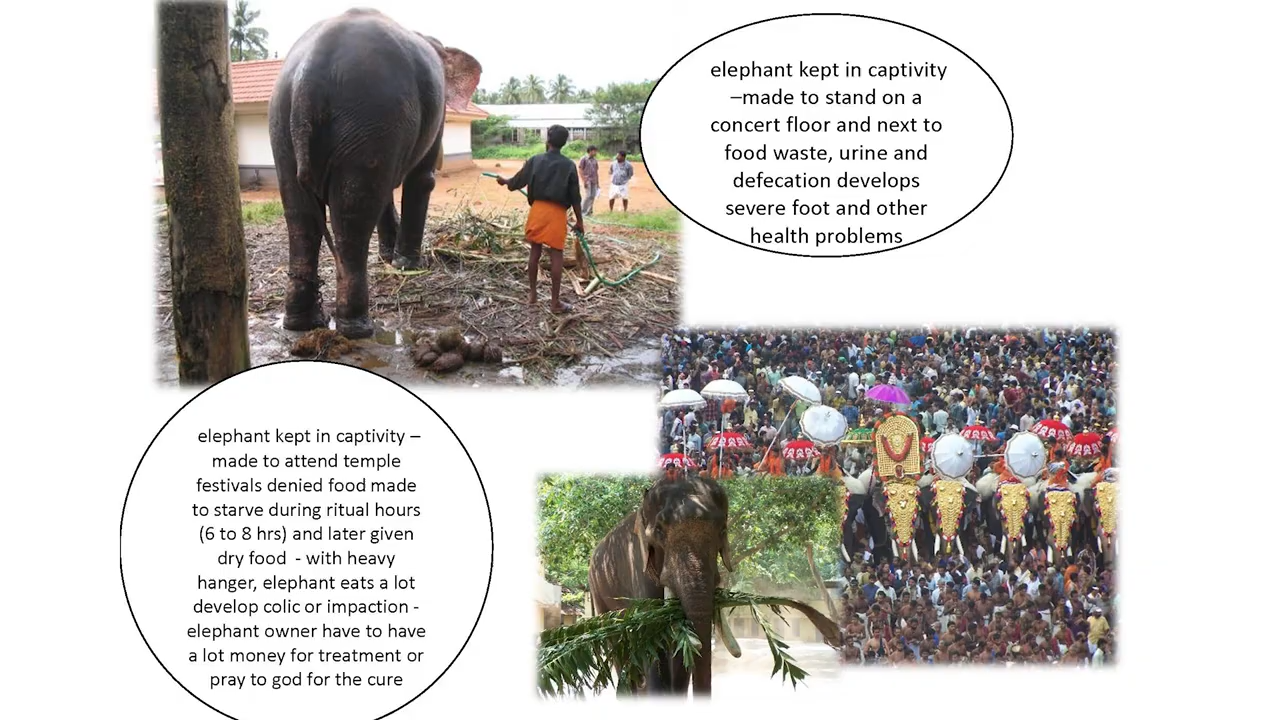 elephant kept in captivity
–made to stand on a
concert floor and next to
food waste, urine and
defecation develops
severe foot and other
health problems
elephant kept in captivity –
made to attend temple
festivals denied food made
to starve during ritual hours
(6 to 8 hrs) and later given
dry food  - with heavy
hanger, elephant eats a lot
develop colic or impaction -
elephant owner have to have
a lot money for treatment or
pray to god for the cure